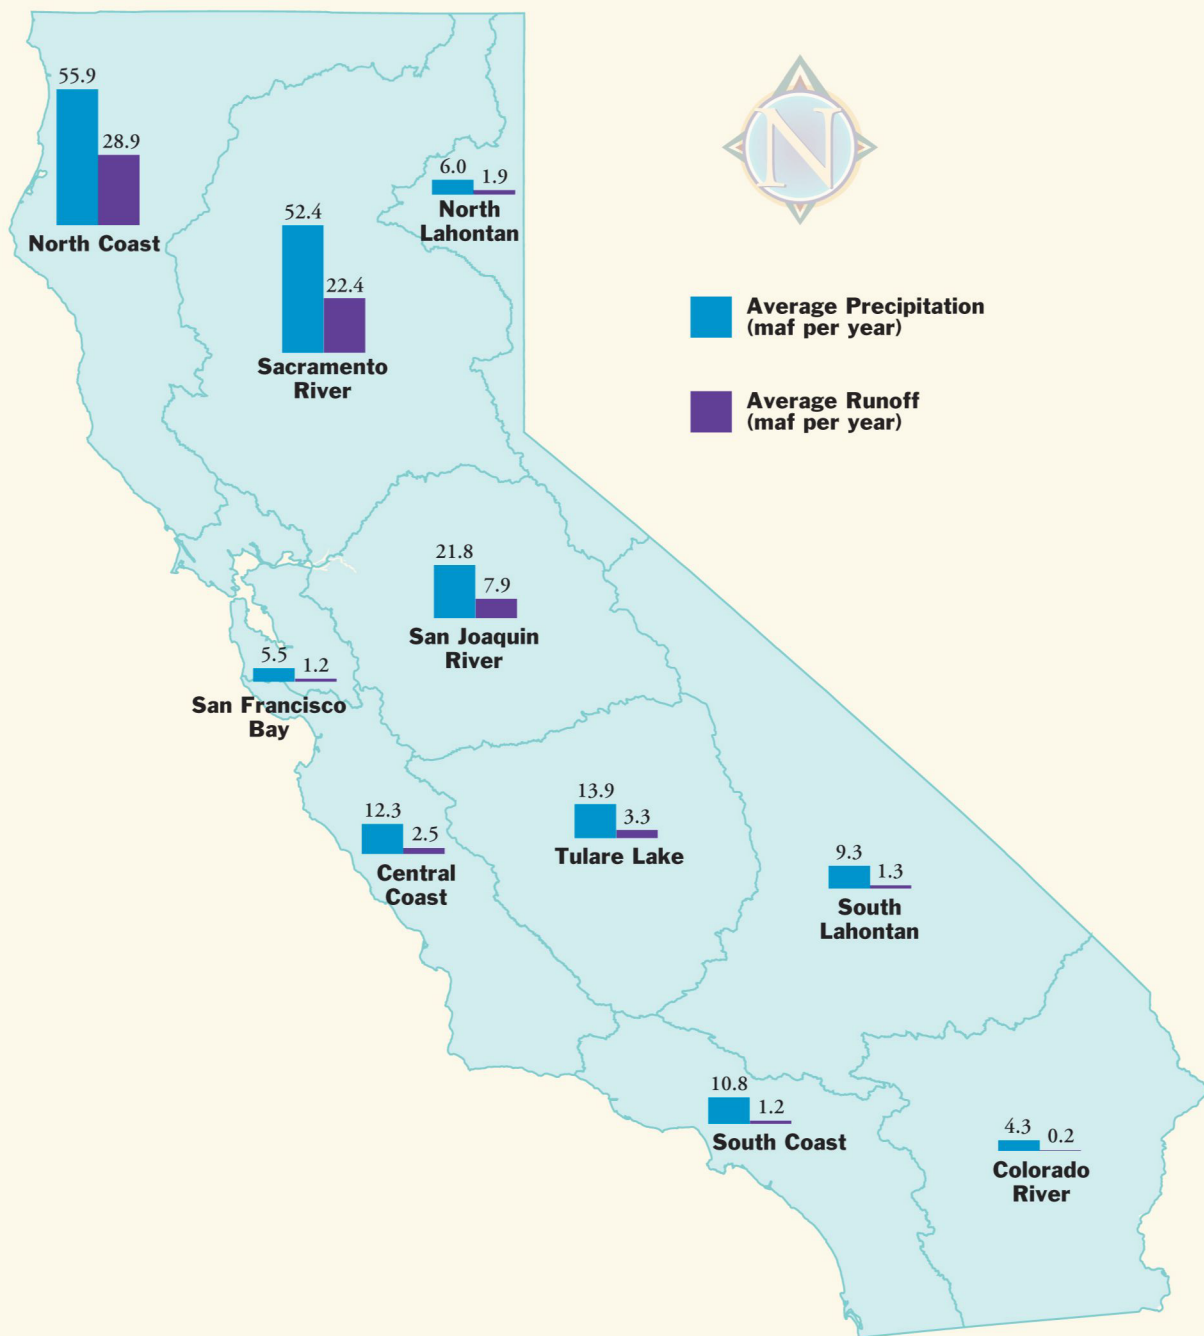 N
55.9
28.9
North Coast
6.0
1.9
North
Lahontan
52.4
22.4
Sacramento
River
Average Precipitation
(maf per year)
Average Runoff
(maf per year)
21.8
7.9
San Joaquin
River
5.5
1.2
San Francisco
Bay
12.3
2.5
Central
Coast
13.9
3.3
Tulare Lake
9.3
1.3
South
Lahontan
10.8
1.2
South Coast
4.3
0.2
Colorado
River